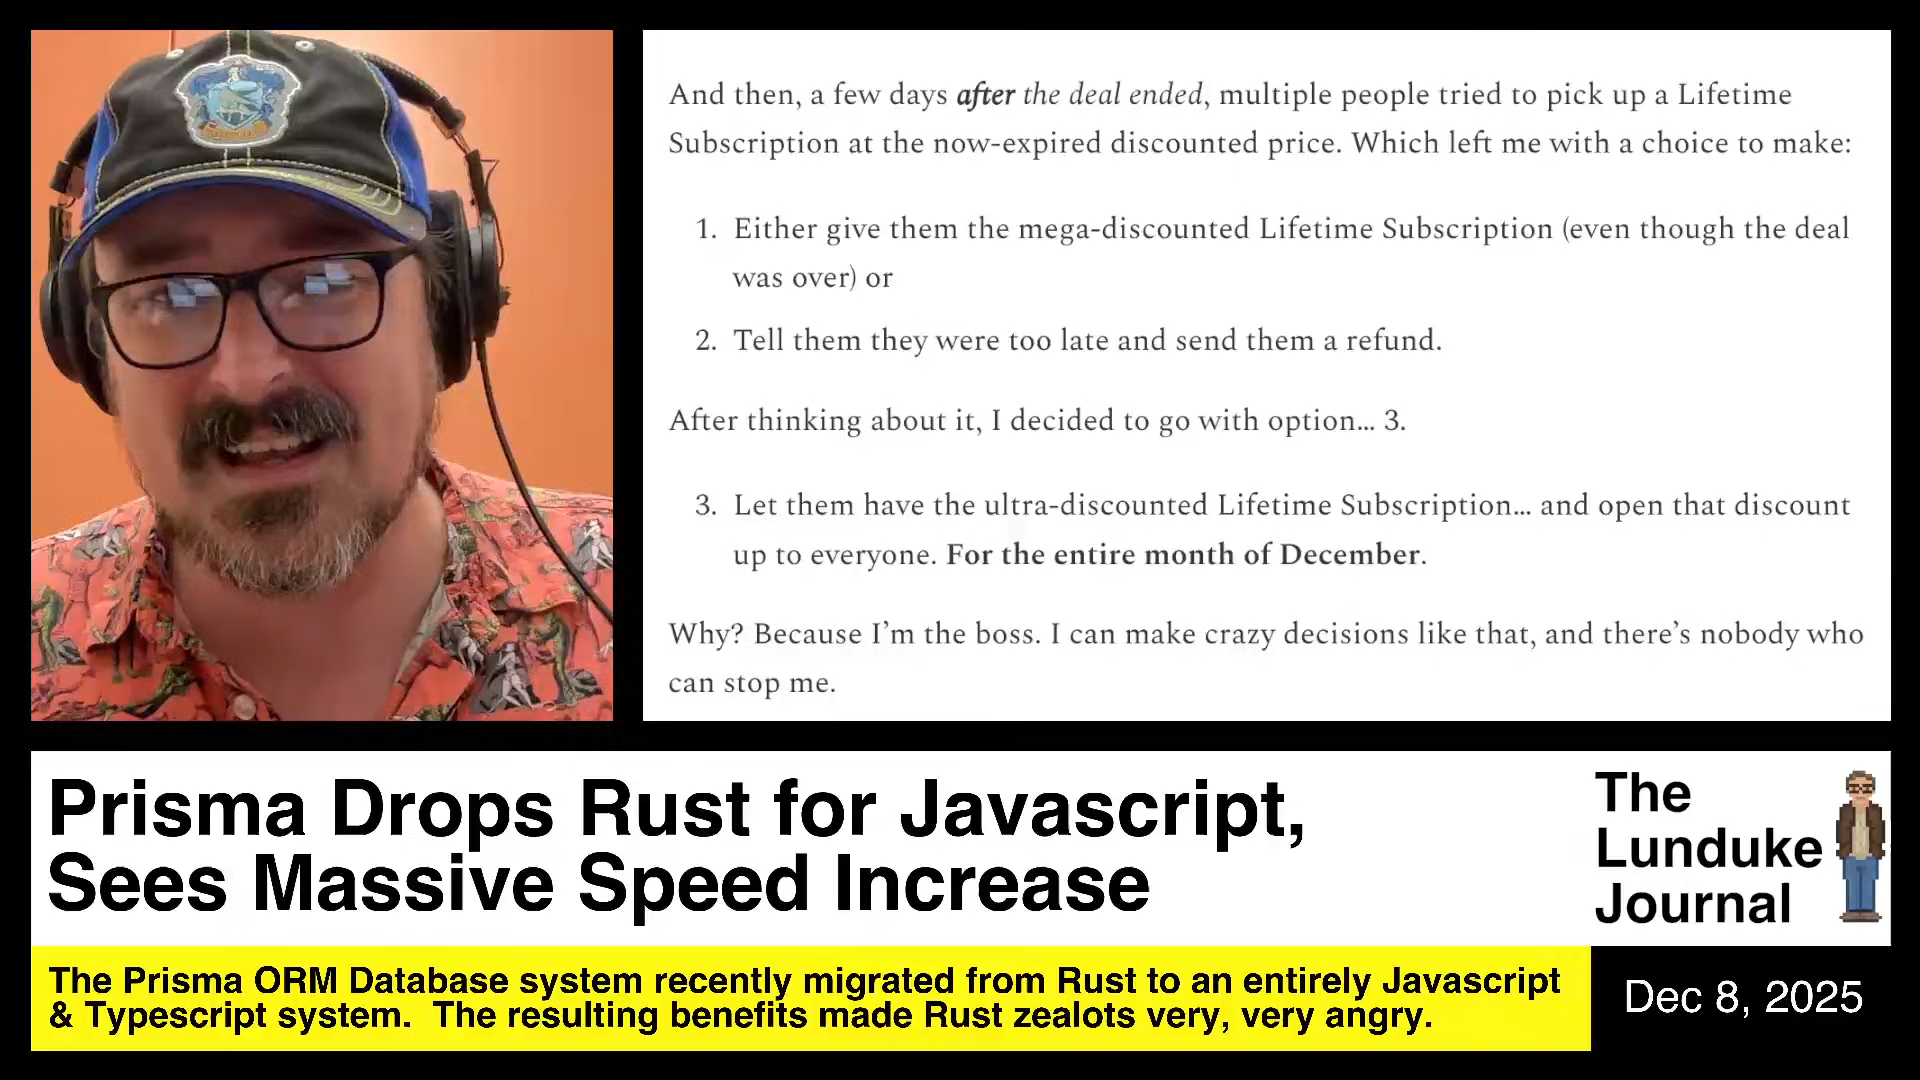 And then, a few days after the deal ended, multiple people tried to pick up a Lifetime
Subscription at the now-expired discounted price. Which left me with a choice to make:
1. Either give them the mega-discounted Lifetime Subscription (even though the deal
was over) or
2. Tell them they were too late and send them a refund.
After thinking about it, I decided to go with option... 3.
3. Let them have the ultra-discounted Lifetime Subscription... and open that discount
up to everyone. For the entire month of December.
Why? Because I’m the boss. I can make crazy decisions like that, and there’s nobody who
can stop me.
Prisma Drops Rust for Javascript,
Sees Massive Speed Increase
The
Lunduke
Journal
The Prisma ORM Database system recently migrated from Rust to an entirely Javascript
& Typescript system.  The resulting benefits made Rust zealots very, very angry.
Dec 8, 2025